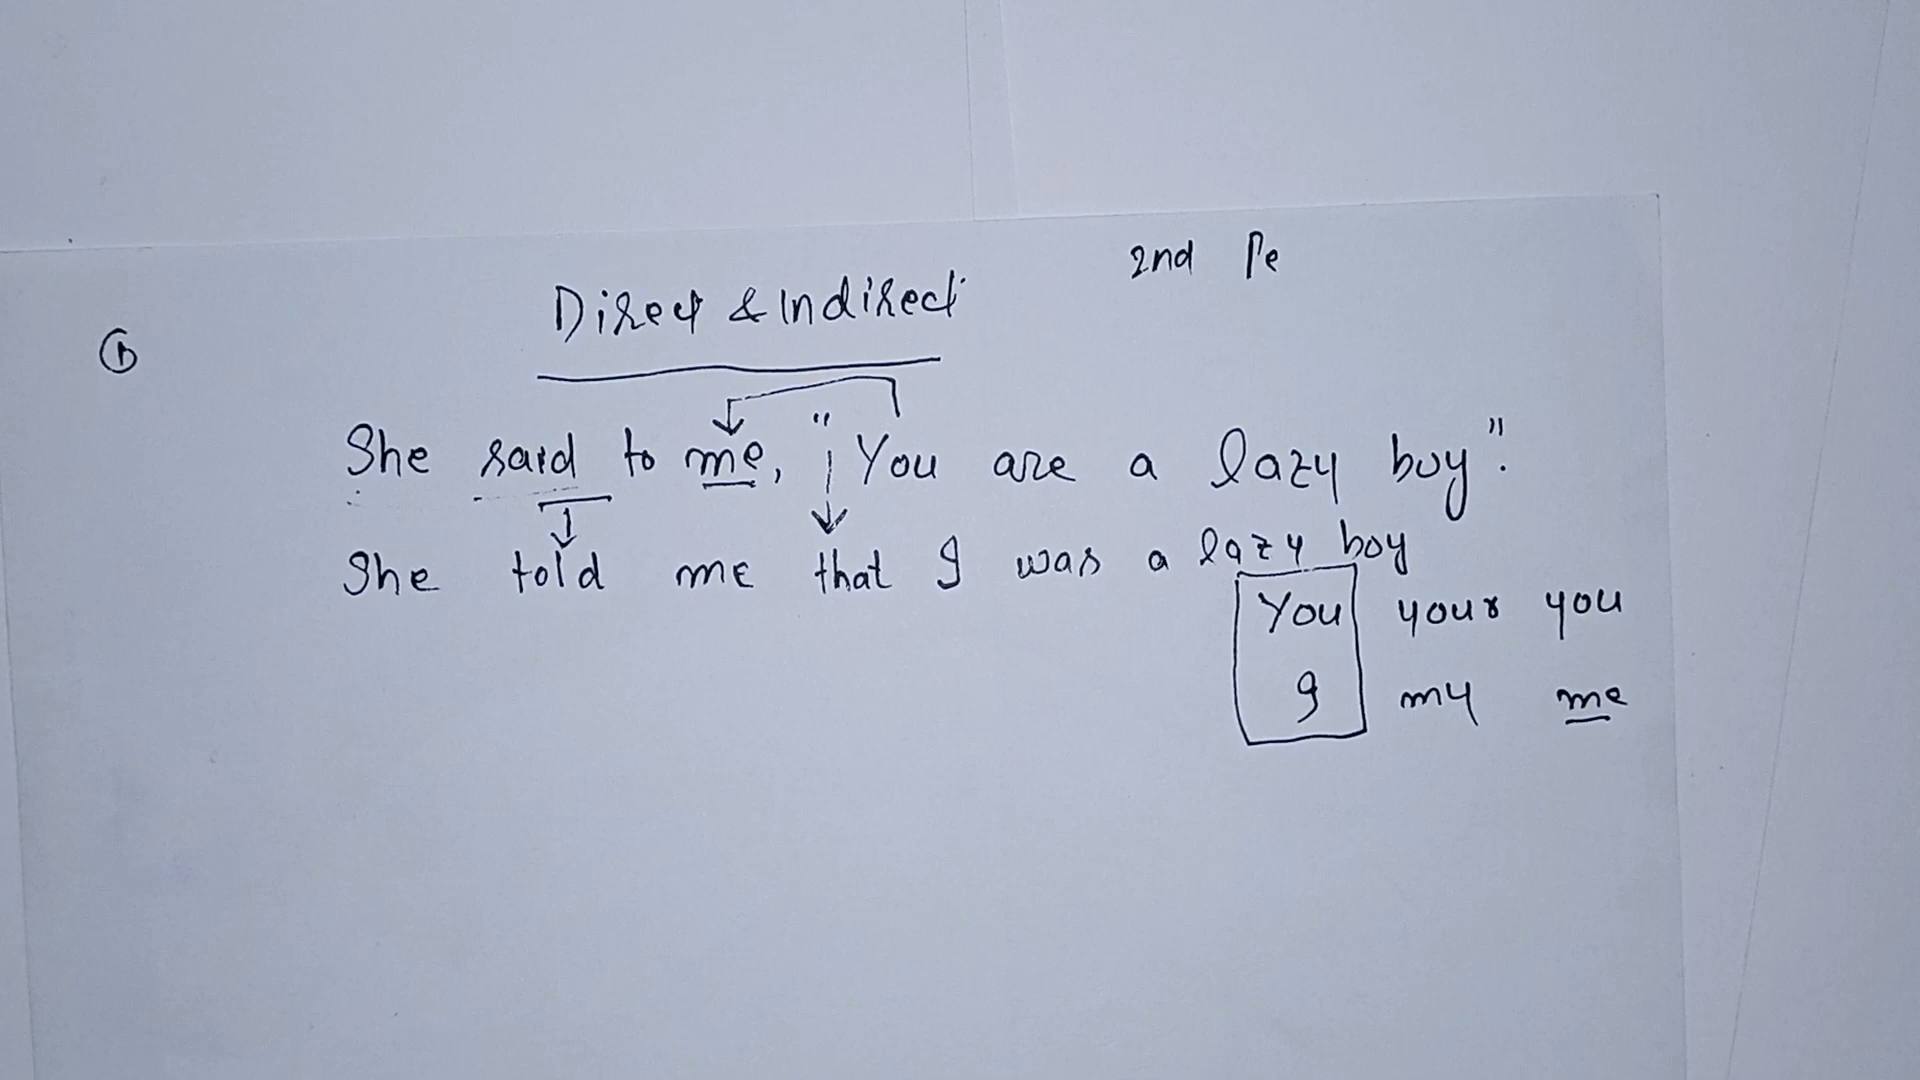 2nd Pe
Direct & Indirect
①
She said to me, "You are a lazy boy".
She told me that I was a lazy boy
You your you
I my me